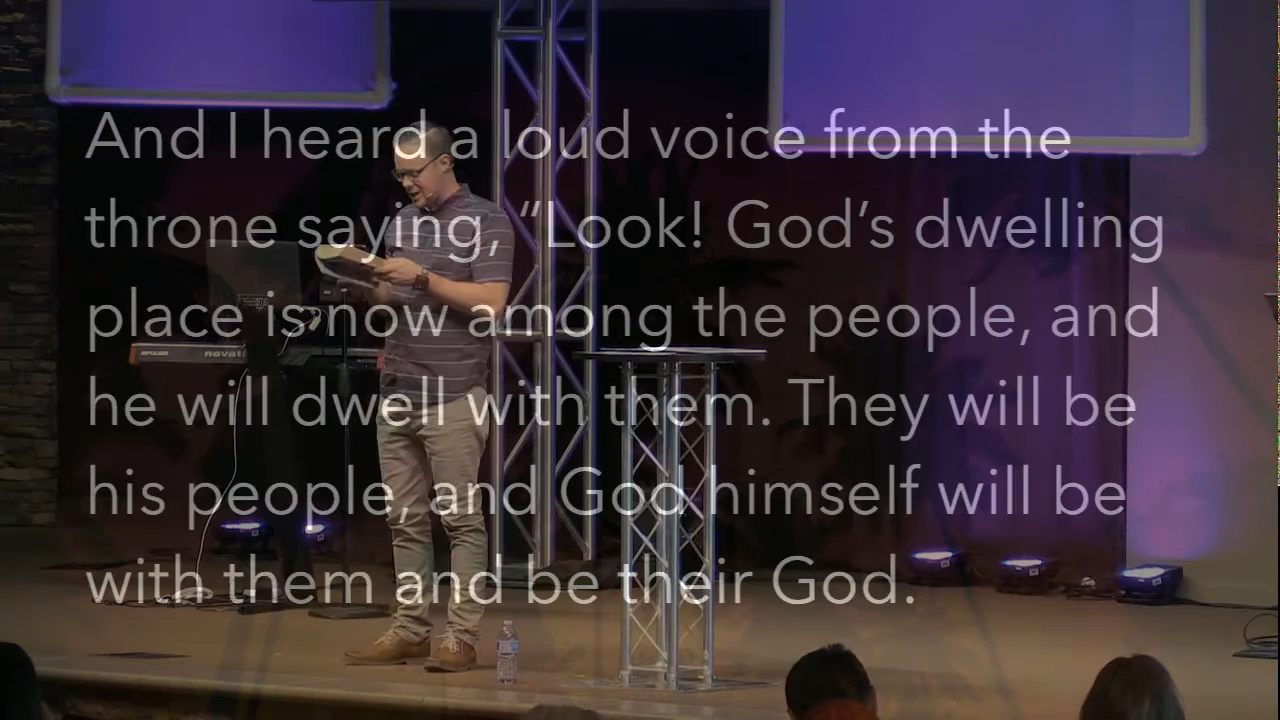 And I heard a loud voice from the
throne saying, “Look! God’s dwelling
place is now among the people, and
he will dwell with them. They will be
his people, and God himself will be
with them and be their God.
IMPULSE novati